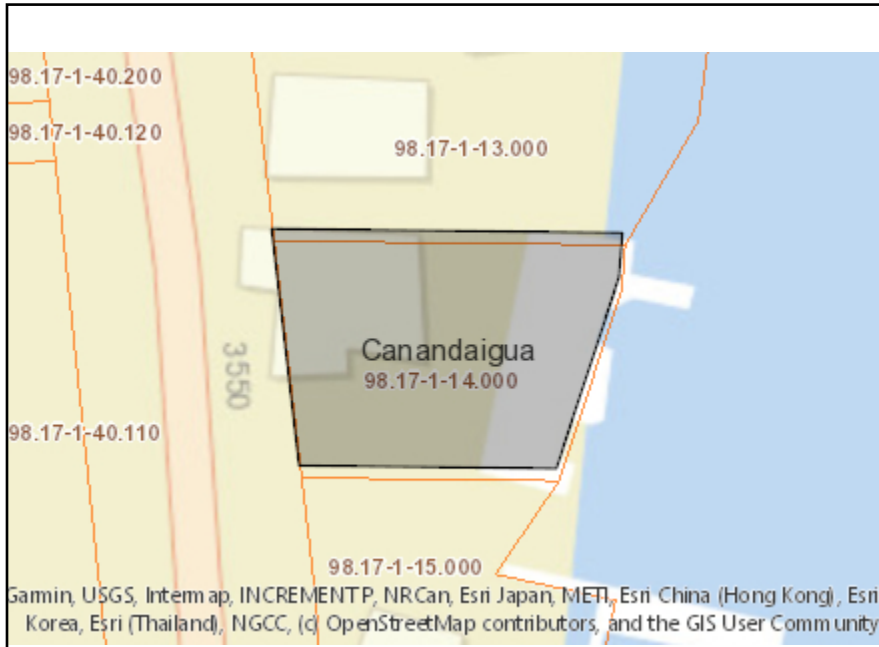 98.17-1-40.200
98.17-1-40.120
98.17-1-13.000
3550
Canandaigua
98.17-1-14.000
98.17-1-40.110
98.17-1-15.000
Garmin, USGS, Intermap, INCREMENT P, NRCan, Esri Japan, METI, Esri China (Hong Kong), Esri
Korea, Esri (Thailand), NGCC, (c) OpenStreetMap contributors, and the GIS User Community